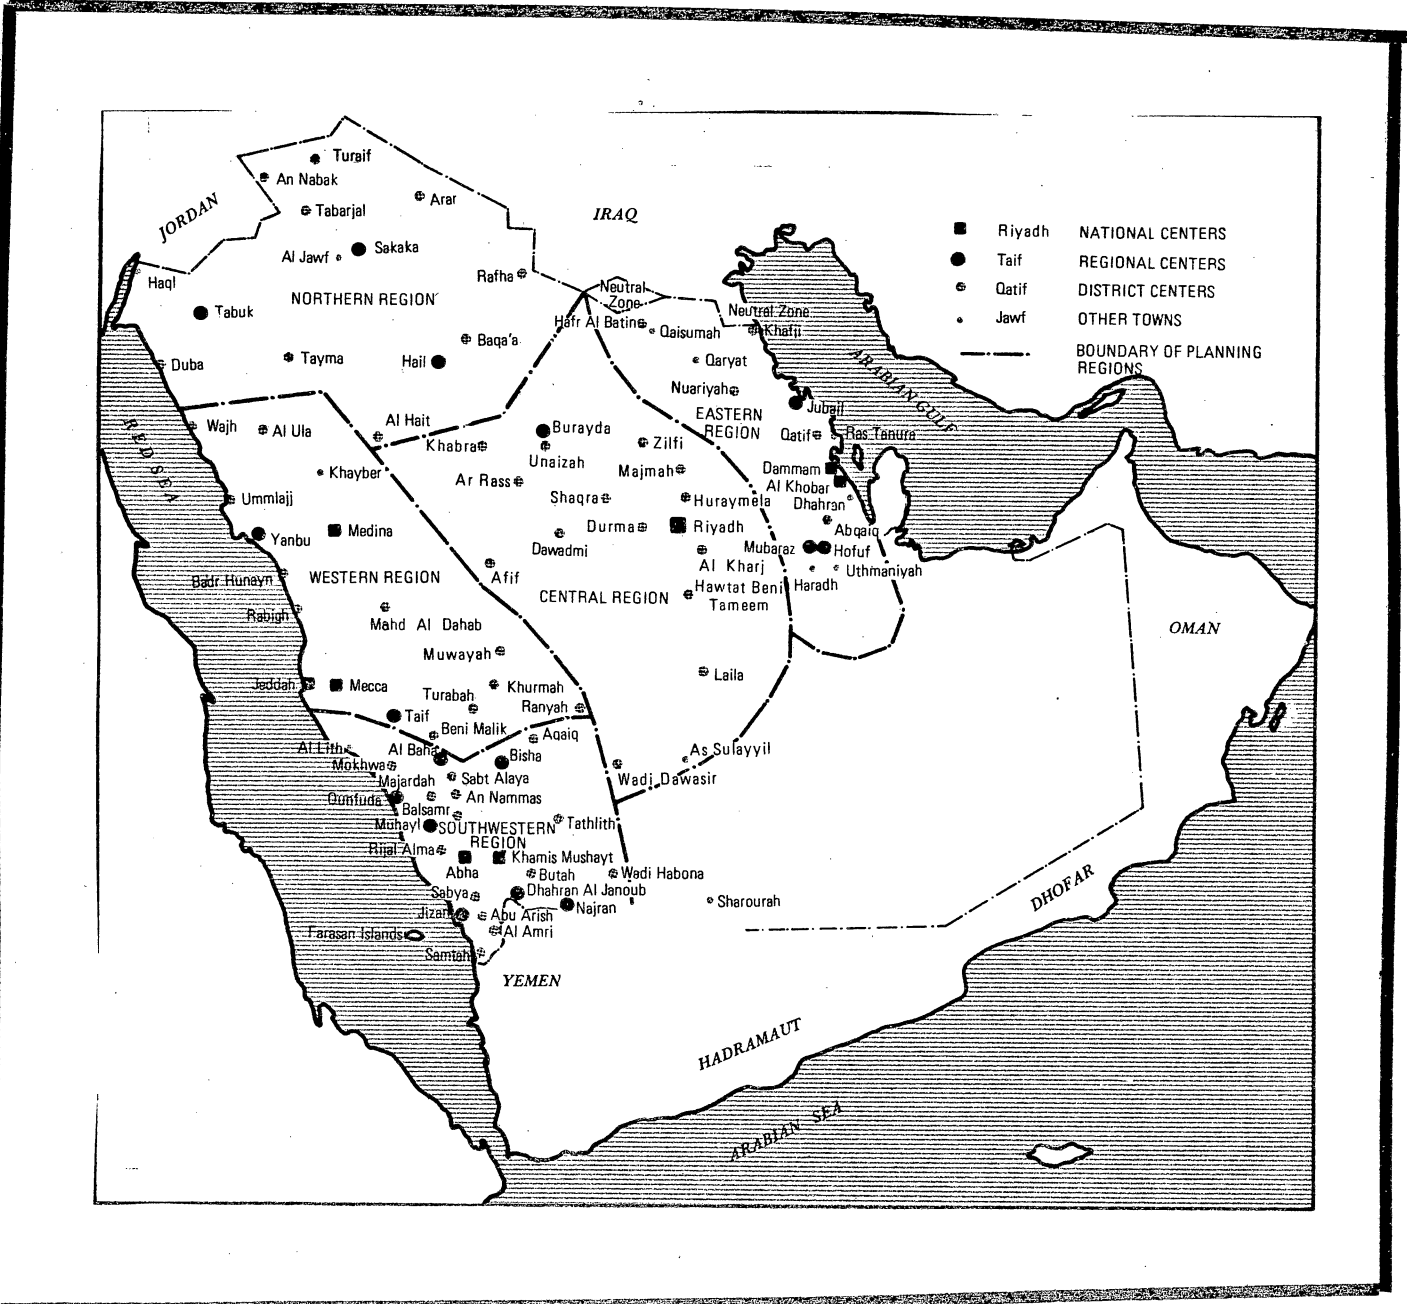 Turaif
An Nabak
Arar
Tabarjal
JORDAN
IRAQ
Al Jawf
Sakaka
Rafha
Haql
NORTHERN REGION
Tabuk
Neutral
Zone
Neutral Zone
Hafr Al Batin
Qaisumah
Khafji
Baqa'a
Duba
Tayma
Hail
Qaryat
Nuariyah
ARABIAN GULF
Riyadh NATIONAL CENTERS
Taif REGIONAL CENTERS
Qatif DISTRICT CENTERS
Jawf OTHER TOWNS
BOUNDARY OF PLANNING
REGIONS
Jubail
EASTERN
REGION
Qatif
Ras Tanura
RED SEA
Wajh
Al Ula
Al Hait
Khabra
Burayda
Unaizah
Zilfi
Khayber
Ar Rass
Majmah
Dammam
Al Khobar
Dhahran
Ummlajj
Shaqra
Huraymela
Yanbu
Medina
Durma
Riyadh
Abqaiq
Dawadmi
Mubaraz
Hofuf
Al Kharj
Uthmaniyah
Badr Hunayn
WESTERN REGION
Afif
CENTRAL REGION
Hawtat Beni
Tameem
Haradh
Rabigh
Mahd Al Dahab
OMAN
Muwayah
Laila
Jeddah
Mecca
Turabah
Khurmah
Ranyah
Taif
Beni Malik
Aqaiq
Al Lith
Al Baha
Bisha
As Sulayyil
Mokhwa
Majardah
Sabt Alaya
Wadi Dawasir
Qunfuda
An Nammas
Balsamr
Muhayl
SOUTHWESTERN
REGION
Tathlith
Rijal Alma
Khamis Mushayt
Abha
Butah
Wadi Habona
Sabya
Dhahran Al Janoub
Najran
Sharourah
Jizan
Abu Arish
Al Amri
Farasan Islands
Samtah
YEMEN
DHOFAR
HADRAMAUT
ARABIAN SEA